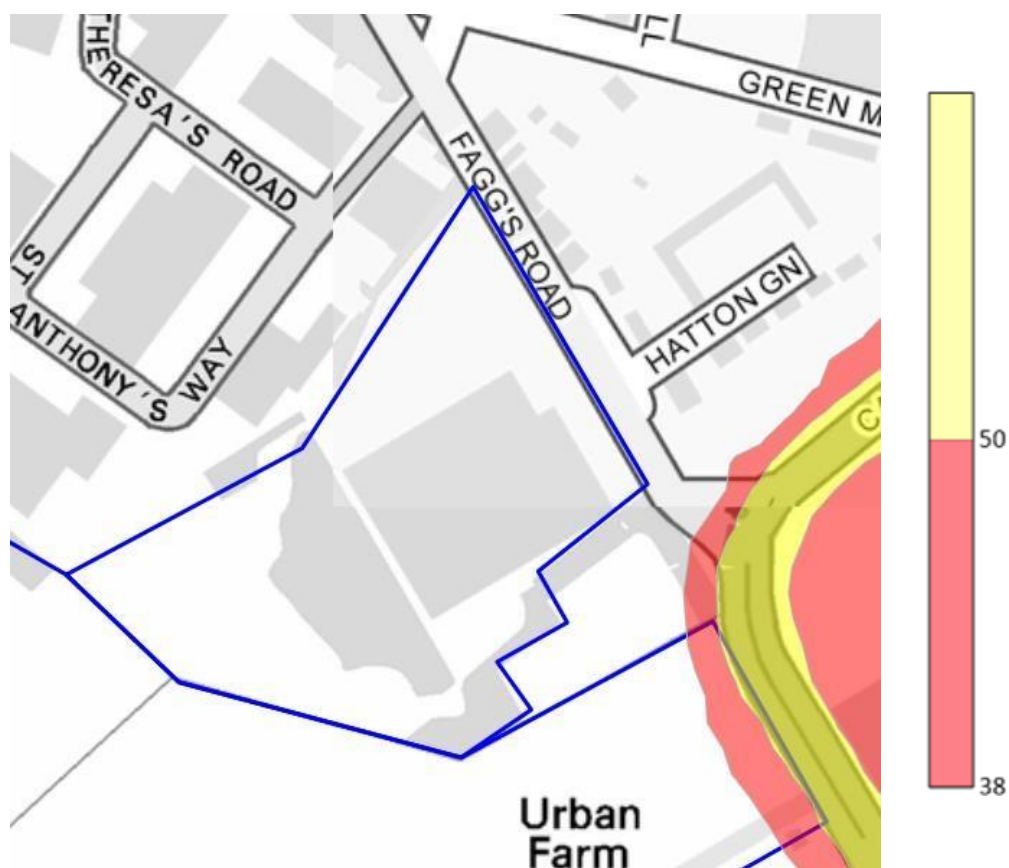 THERESA'S ROAD
GREEN M
FAGG'S ROAD
HATTON GN
ST
ANTHONY'S
WAY
50
38
Urban
Farm